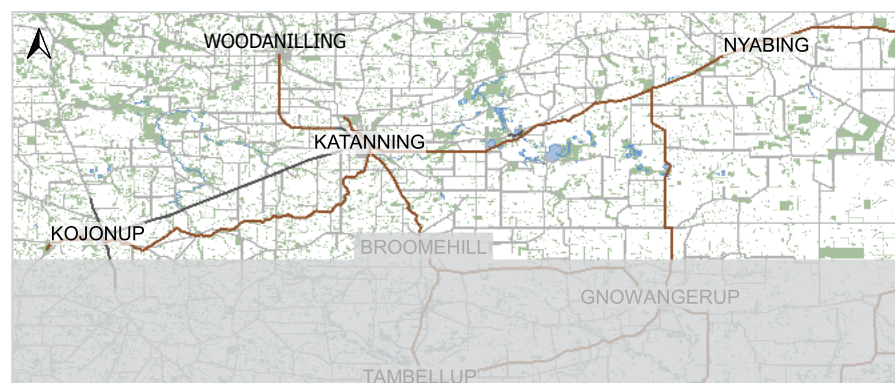 WOODANILLING
NYABING
KATANNING
KOJONUP
BROOMEHILL
GNOWANGERUP
TAMBELLUP